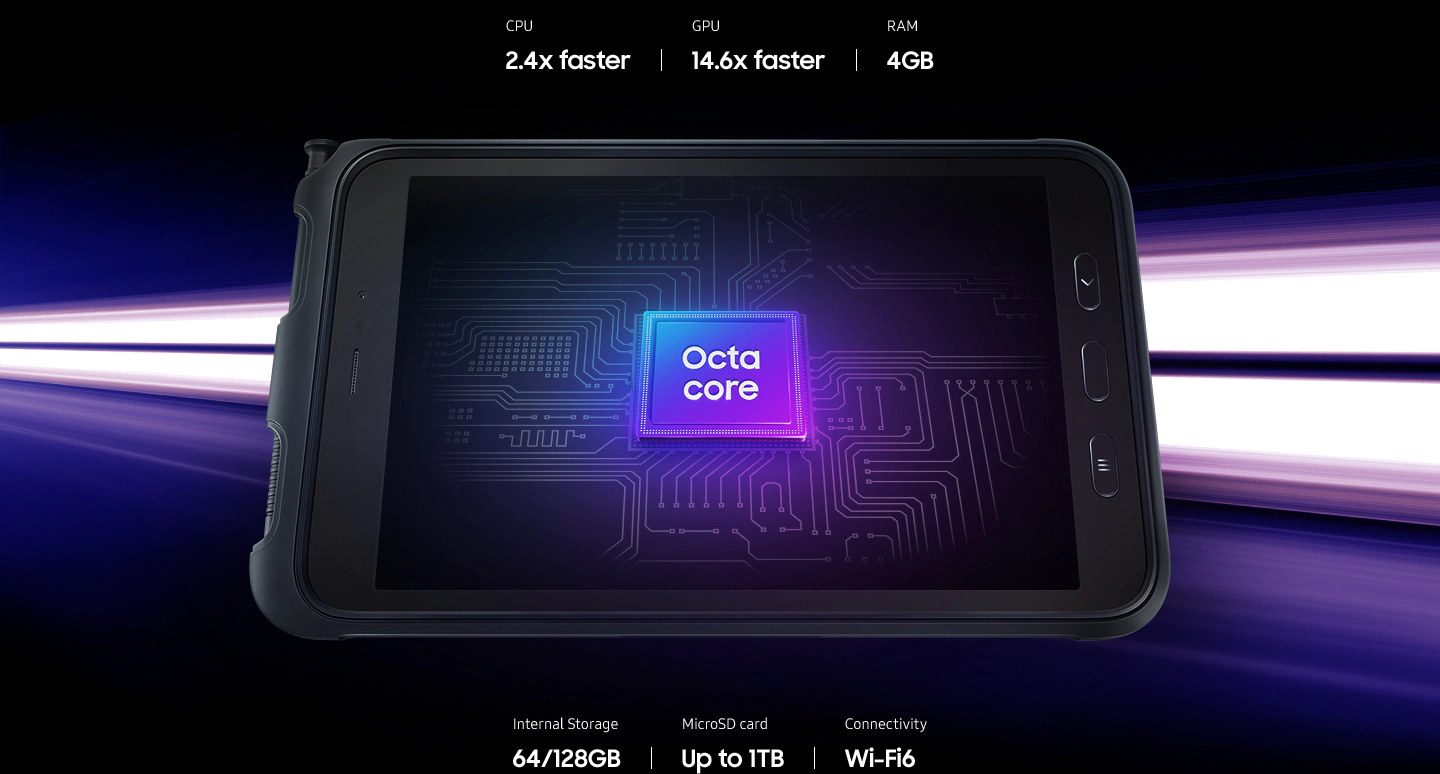 CPU
2.4x faster
GPU
14.6x faster
RAM
4GB
Octa
core
Internal Storage
64/128GB
MicroSD card
Up to 1TB
Connectivity
Wi-Fi6